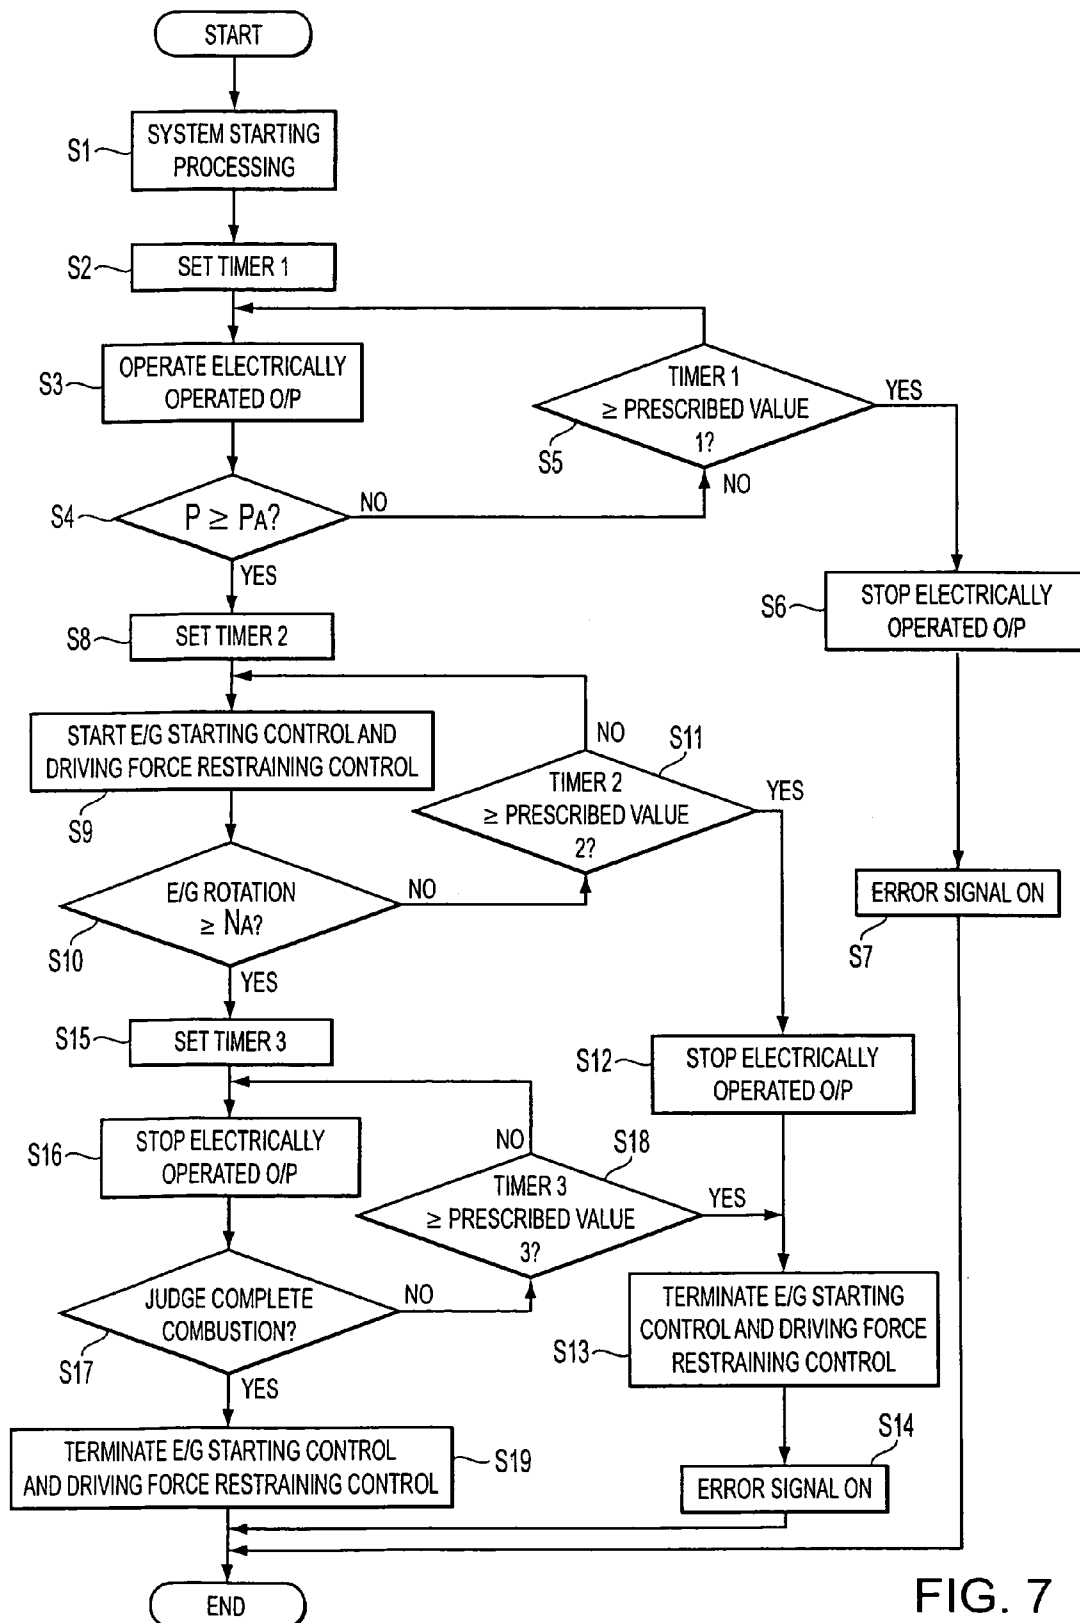 START
S1
SYSTEM STARTING
PROCESSING
S2
SET TIMER 1
S3
OPERATE ELECTRICALLY
OPERATED O/P
TIMER 1
≥ PRESCRIBED VALUE
1?
YES
S5
NO
S4
P ≥ PA?
NO
YES
S6
STOP ELECTRICALLY
OPERATED O/P
S8
SET TIMER 2
START E/G STARTING CONTROL AND
DRIVING FORCE RESTRAINING CONTROL
S9
NO
S11
TIMER 2
≥ PRESCRIBED VALUE
2?
YES
E/G ROTATION
≥ NA?
NO
S10
YES
ERROR SIGNAL ON
S7
S15
SET TIMER 3
S12
STOP ELECTRICALLY
OPERATED O/P
S16
STOP ELECTRICALLY
OPERATED O/P
NO
S18
TIMER 3
≥ PRESCRIBED VALUE
3?
YES
JUDGE COMPLETE
COMBUSTION?
NO
S17
YES
S13
TERMINATE E/G STARTING
CONTROL AND DRIVING FORCE
RESTRAINING CONTROL
TERMINATE E/G STARTING CONTROL
AND DRIVING FORCE RESTRAINING CONTROL
S19
S14
ERROR SIGNAL ON
END
FIG. 7